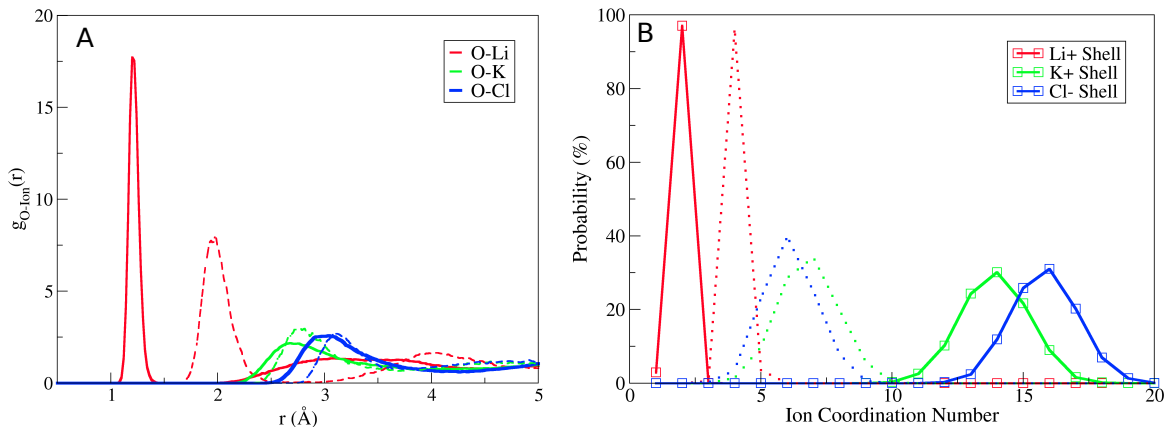 A
O-Li
O-K
O-Cl
20
15
10
5
0
g_O-Ion(r)
1
2
3
4
5
r (Å)
B
Li+ Shell
K+ Shell
Cl- Shell
100
80
60
40
20
0
Probability (%)
5
10
15
20
Ion Coordination Number